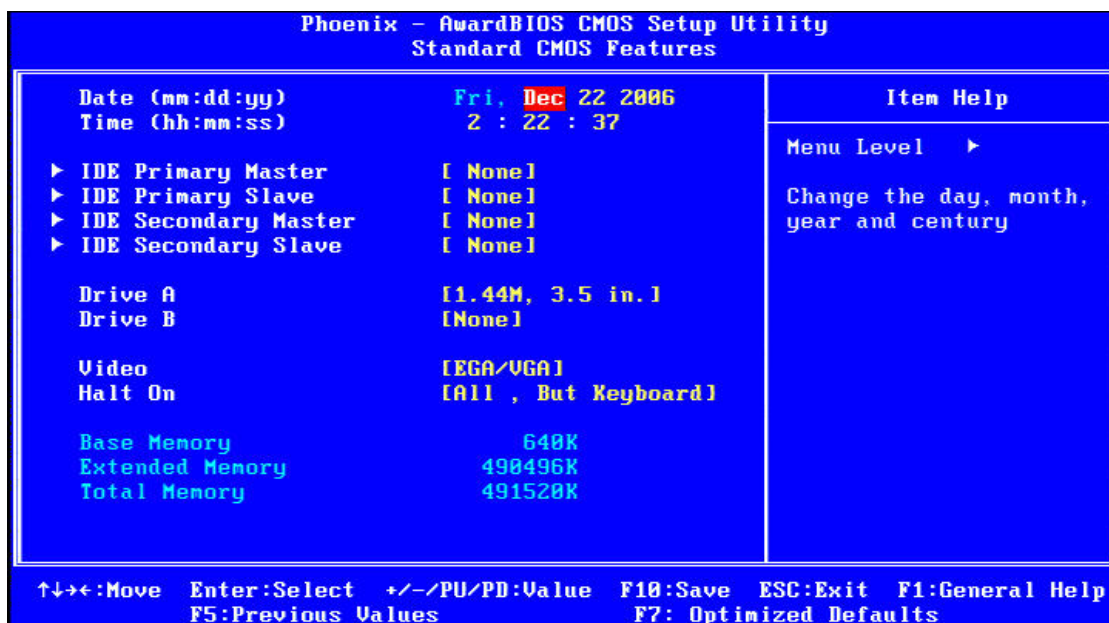 Phoenix - AwardBIOS CMOS Setup Utility
Standard CMOS Features
Date (mm:dd:yy) Fri, Dec 22 2006
Time (hh:mm:ss) 2 : 22 : 37
▶ IDE Primary Master [ None]
▶ IDE Primary Slave [ None]
▶ IDE Secondary Master [ None]
▶ IDE Secondary Slave [ None]
Drive A [1.44M, 3.5 in.]
Drive B [None]
Video [EGA/VGA]
Halt On [All , But Keyboard]
Base Memory 640K
Extended Memory 490496K
Total Memory 491520K
Item Help
Menu Level ▶
Change the day, month,
year and century
↑↓→←:Move Enter:Select +/-/PU/PD:Value F10:Save ESC:Exit F1:General Help
F5:Previous Values F7: Optimized Defaults